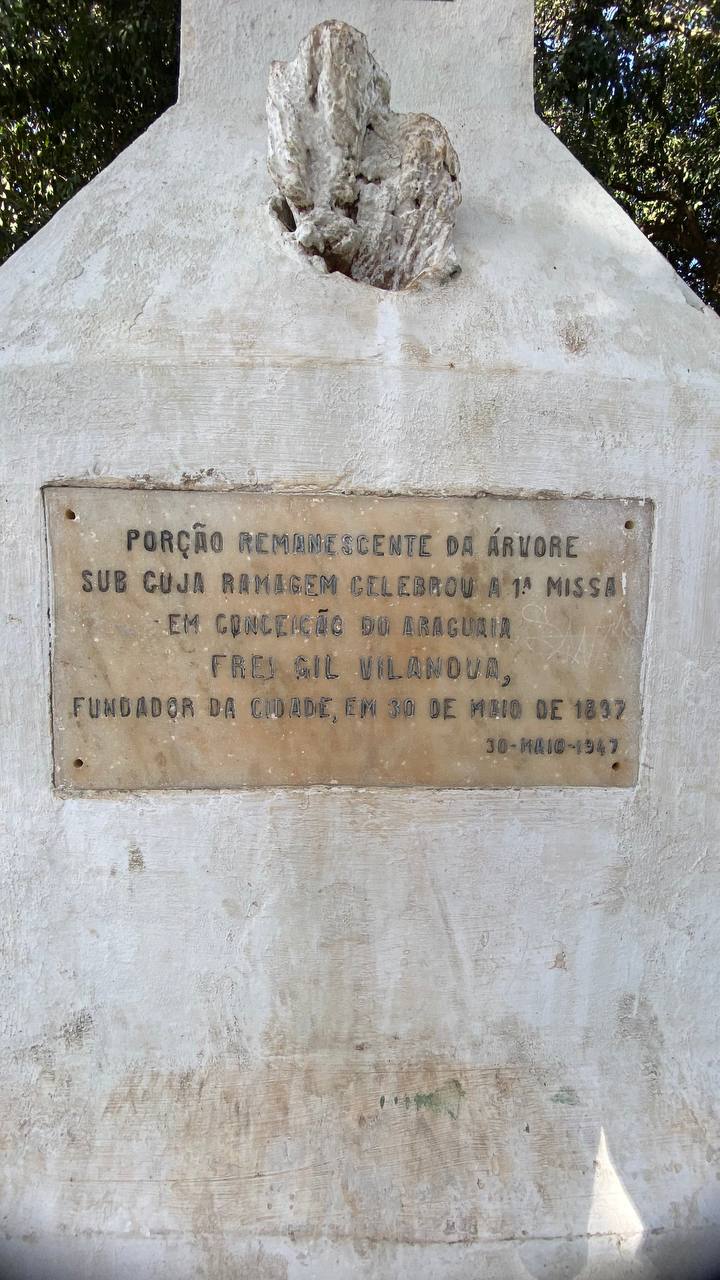 PORÇÃO REMANESCENTE DA ÁRVORE
SUB CUJA RAMAGEM CELEBROU A 1ª MISSA
EM CONCEIÇÃO DO ARAGUAIA
FREI GIL VILANOVA,
FUNDADOR DA CIDADE, EM 30 DE MAIO DE 1897
30-MAIO-1947